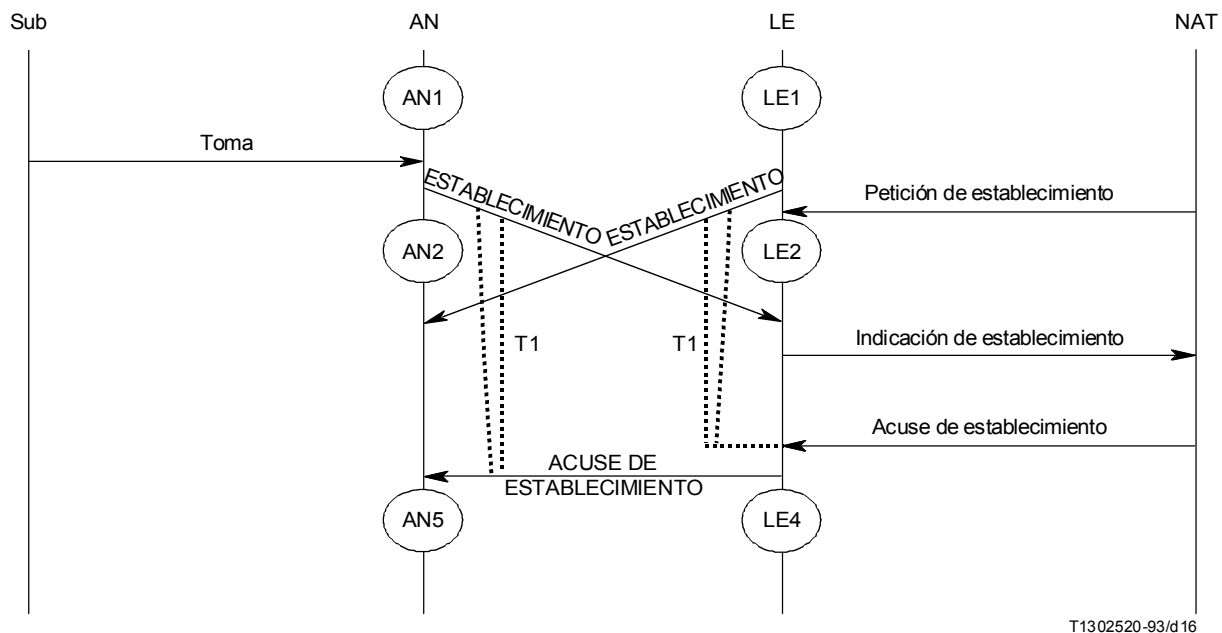 Sub AN LE NAT
AN1 LE1
Toma
ESTABLECIMIENTO ESTABLECIMIENTO
Petición de establecimiento
AN2 LE2
T1 T1
Indicación de establecimiento
Acuse de establecimiento
ACUSE DE
ESTABLECIMIENTO
AN5 LE4
T1302520-93/d16